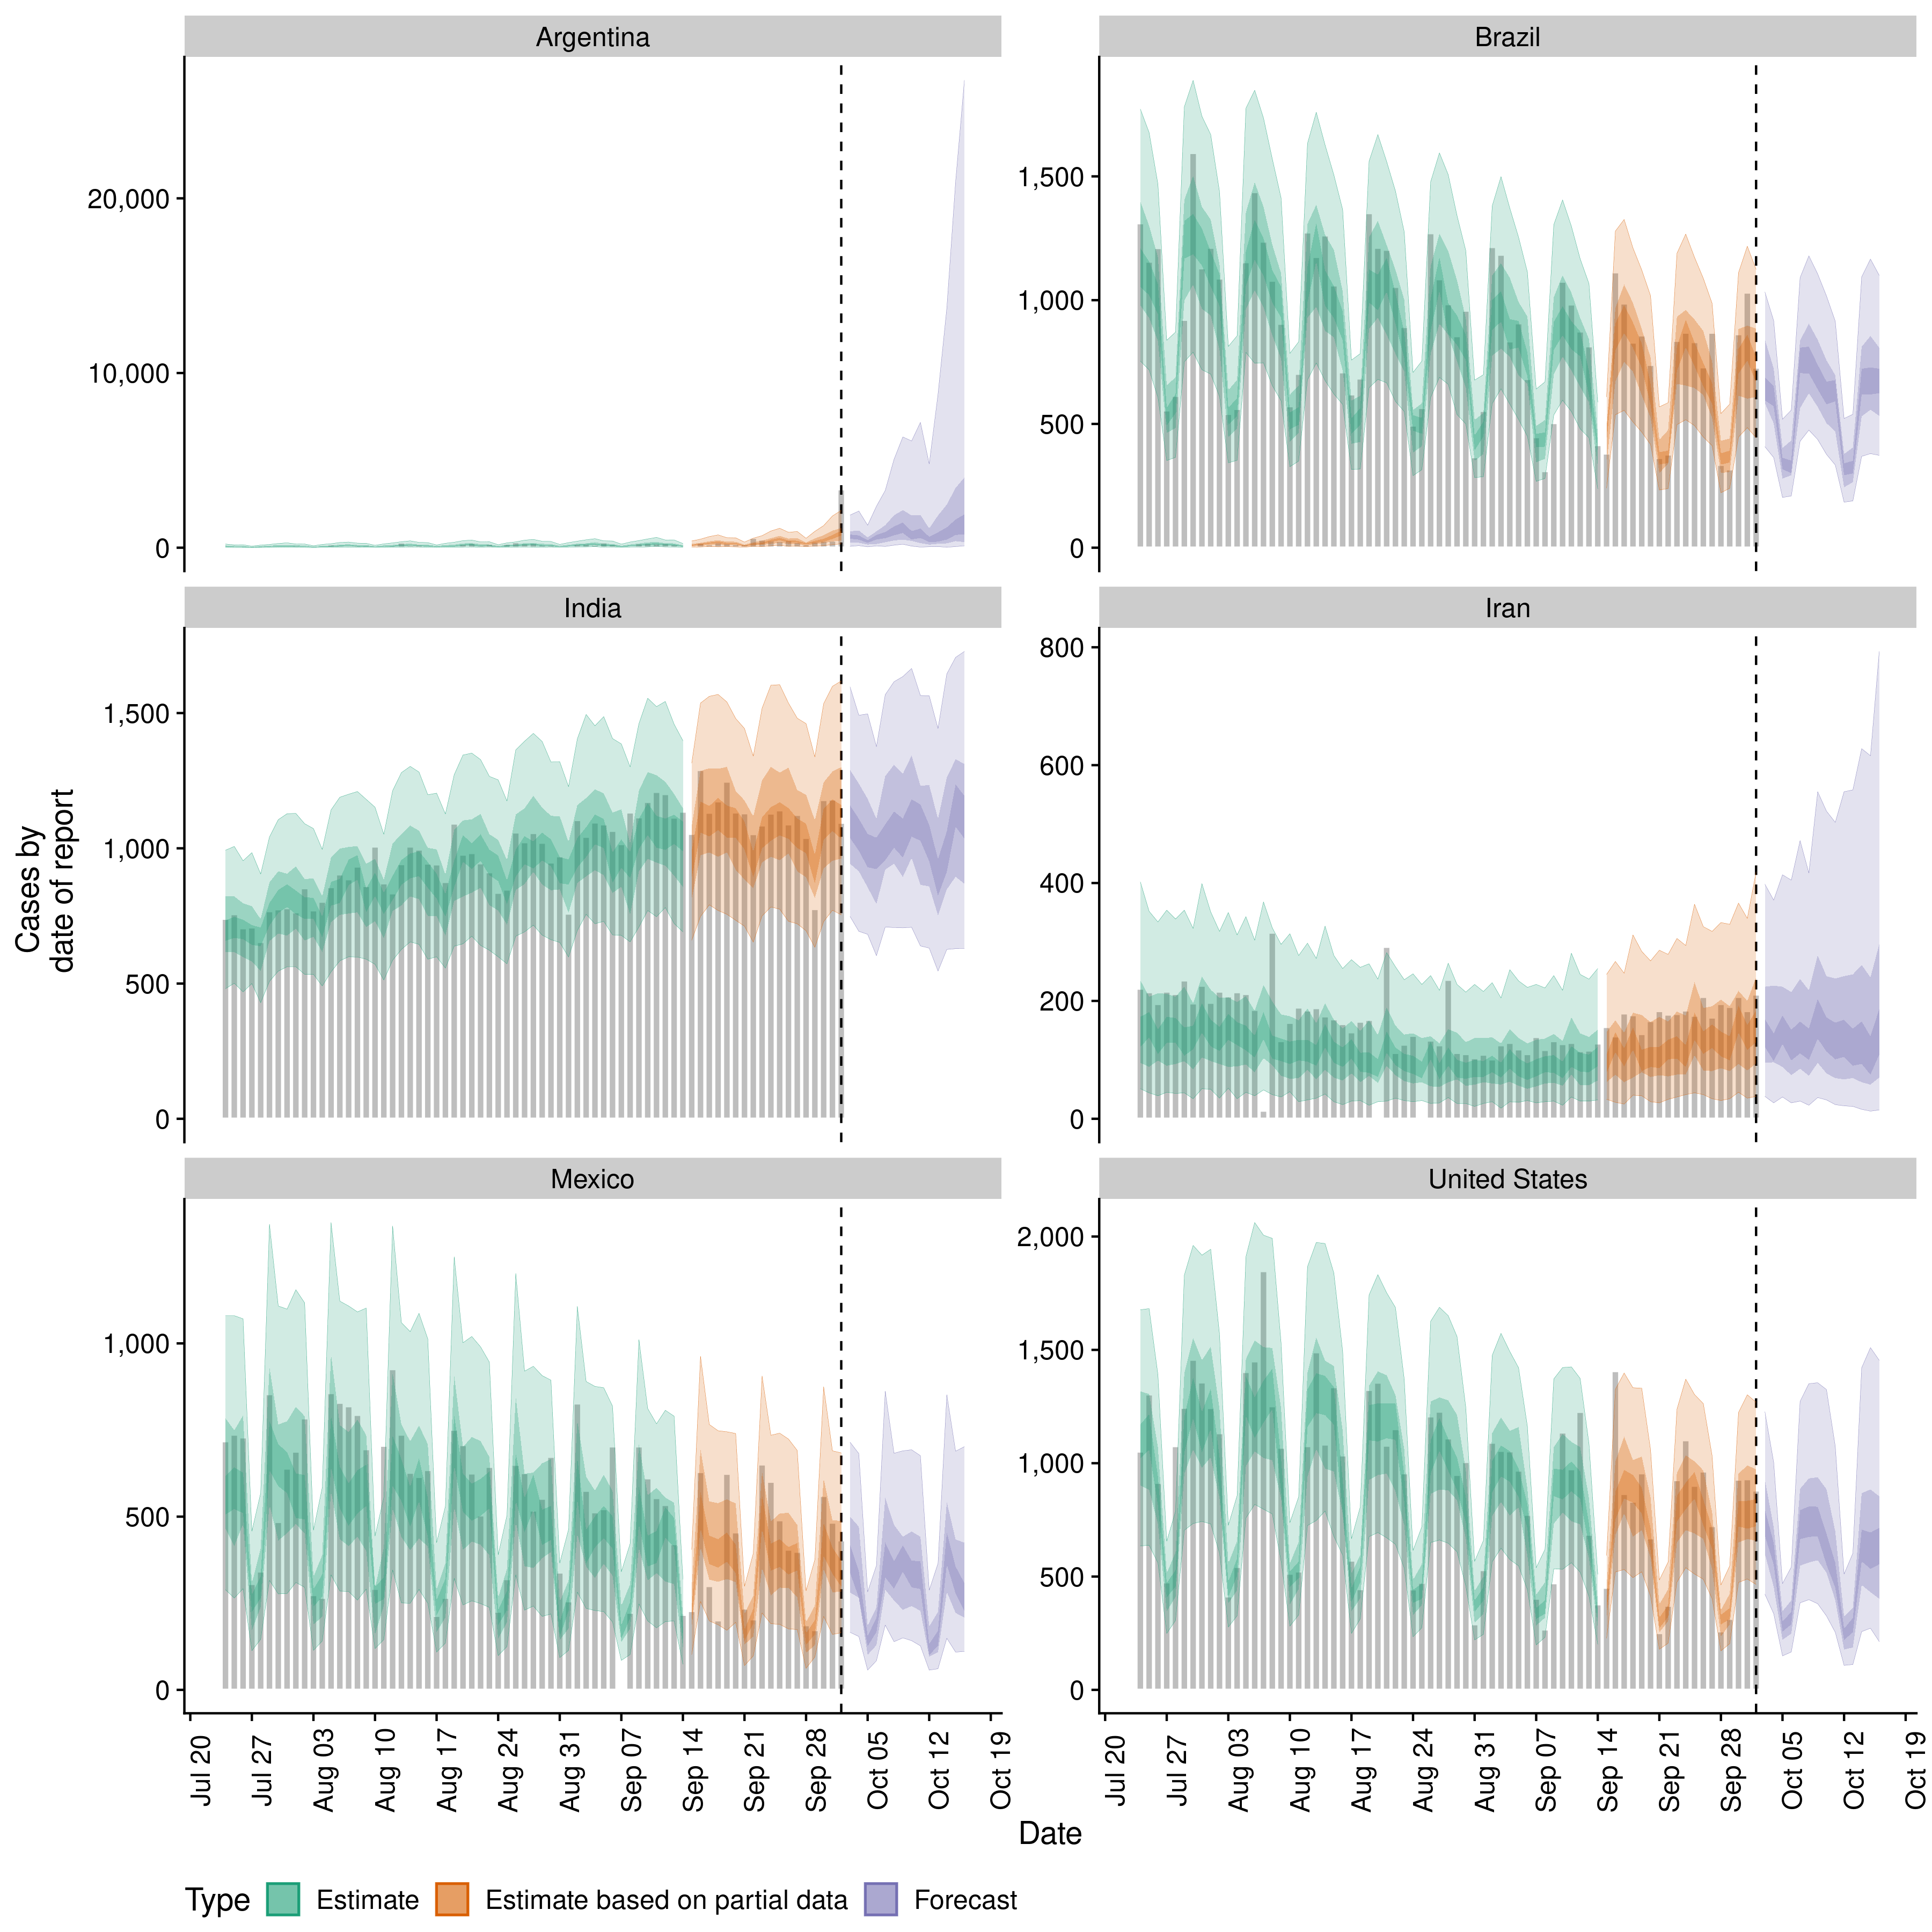 Argentina
Brazil
20,000
10,000
0
1,500
1,000
500
0
India
Iran
1,500
1,000
500
0
800
600
400
200
0
Cases by
date of report
Mexico
United States
1,000
500
0
2,000
1,500
1,000
500
0
Jul 20
Jul 27
Aug 03
Aug 10
Aug 17
Aug 24
Aug 31
Sep 07
Sep 14
Sep 21
Sep 28
Oct 05
Oct 12
Oct 19
Jul 20
Jul 27
Aug 03
Aug 10
Aug 17
Aug 24
Aug 31
Sep 07
Sep 14
Sep 21
Sep 28
Oct 05
Oct 12
Oct 19
Date
Type Estimate Estimate based on partial data Forecast